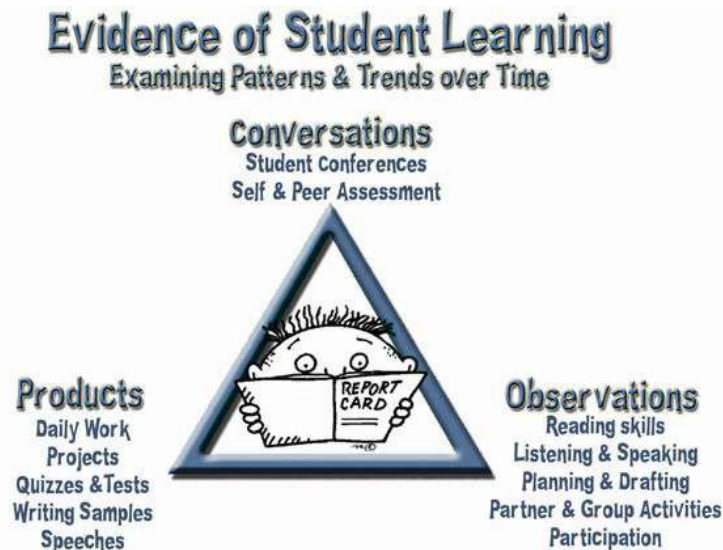 Evidence of Student Learning
Examining Patterns & Trends over Time
Conversations
Student Conferences
Self & Peer Assessment
REPORT
CARD
Products
Daily Work
Projects
Quizzes &Tests
Writing Samples
Speeches
Observations
Reading skills
Listening & Speaking
Planning & Drafting
Partner & Group Activities
Participation